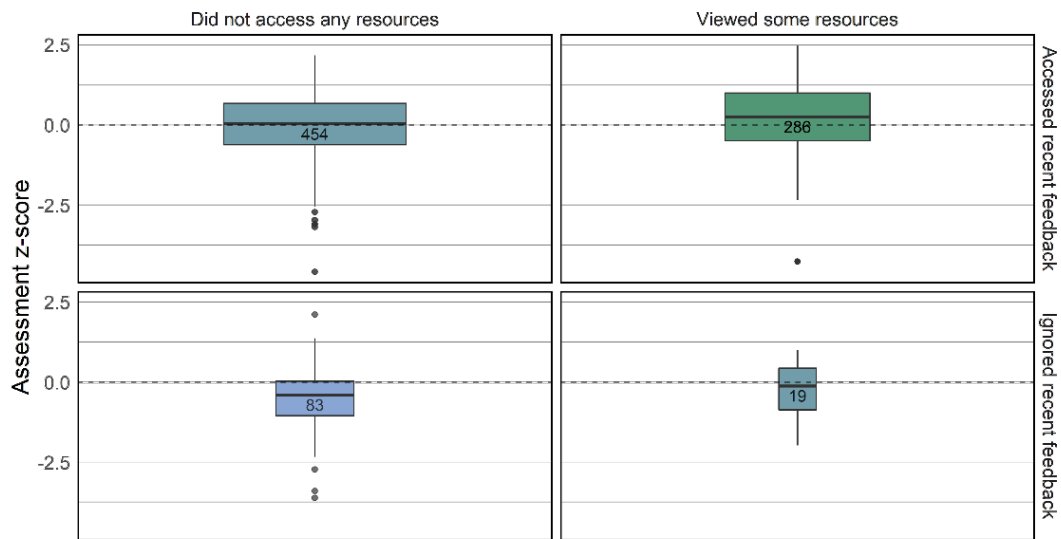 Did not access any resources
Viewed some resources
Assessment z-score
2.5
0.0
-2.5
454
286
Accessed recent feedback
2.5
0.0
-2.5
83
19
Ignored recent feedback